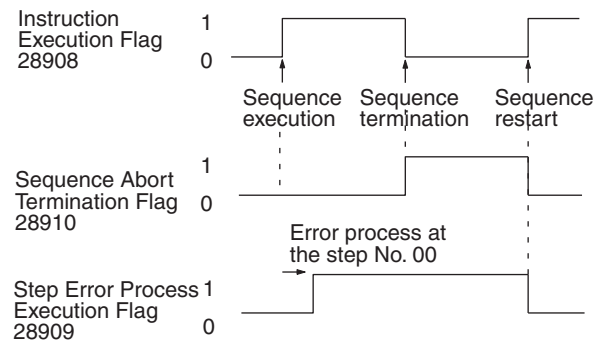 Instruction
Execution Flag
28908
1
0
Sequence execution
Sequence termination
Sequence restart
Sequence Abort
Termination Flag
28910
1
0
Error process at
the step No. 00
Step Error Process
Execution Flag
28909
1
0